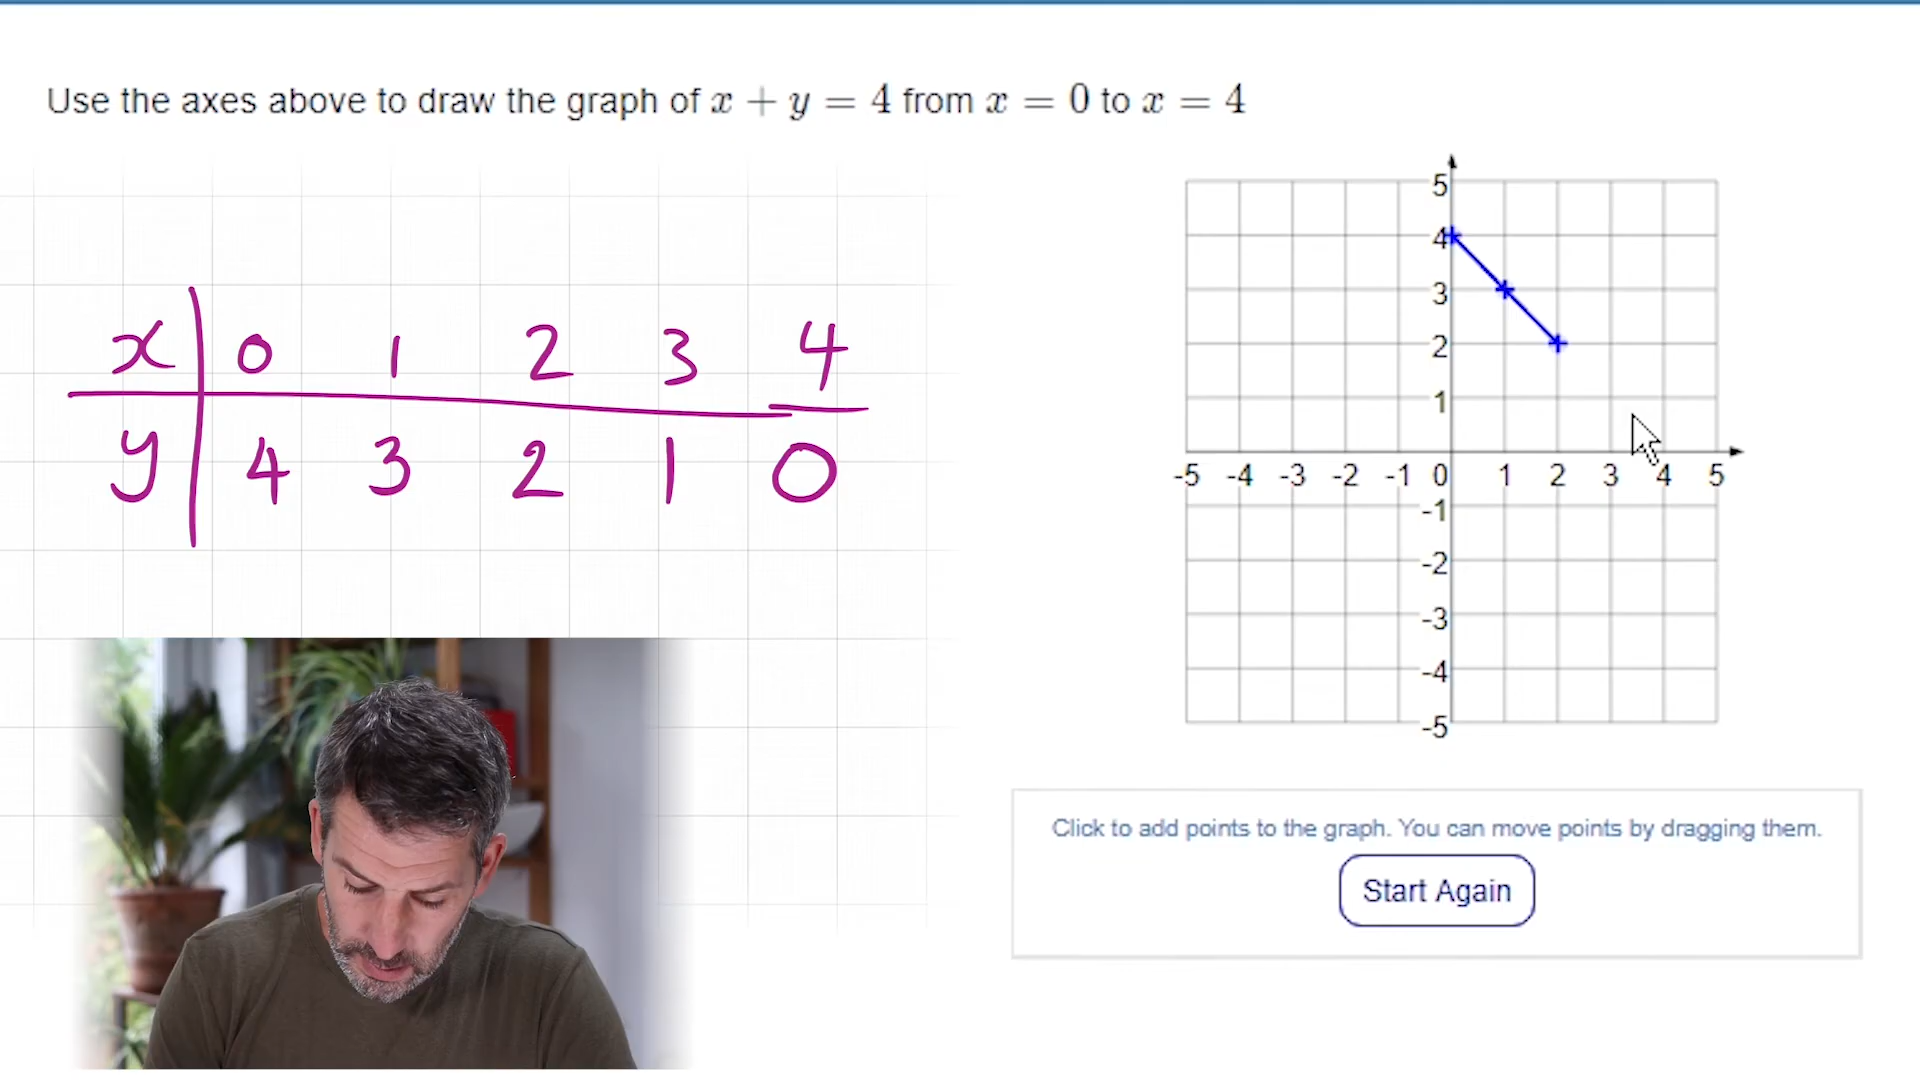 Use the axes above to draw the graph of x + y = 4 from x = 0 to x = 4
x 0 1 2 3 4
y 4 3 2 1 0
5
4
3
2
1
-5 -4 -3 -2 -1 0 1 2 3 4 5
-1
-2
-3
-4
-5
Click to add points to the graph. You can move points by dragging them.
Start Again